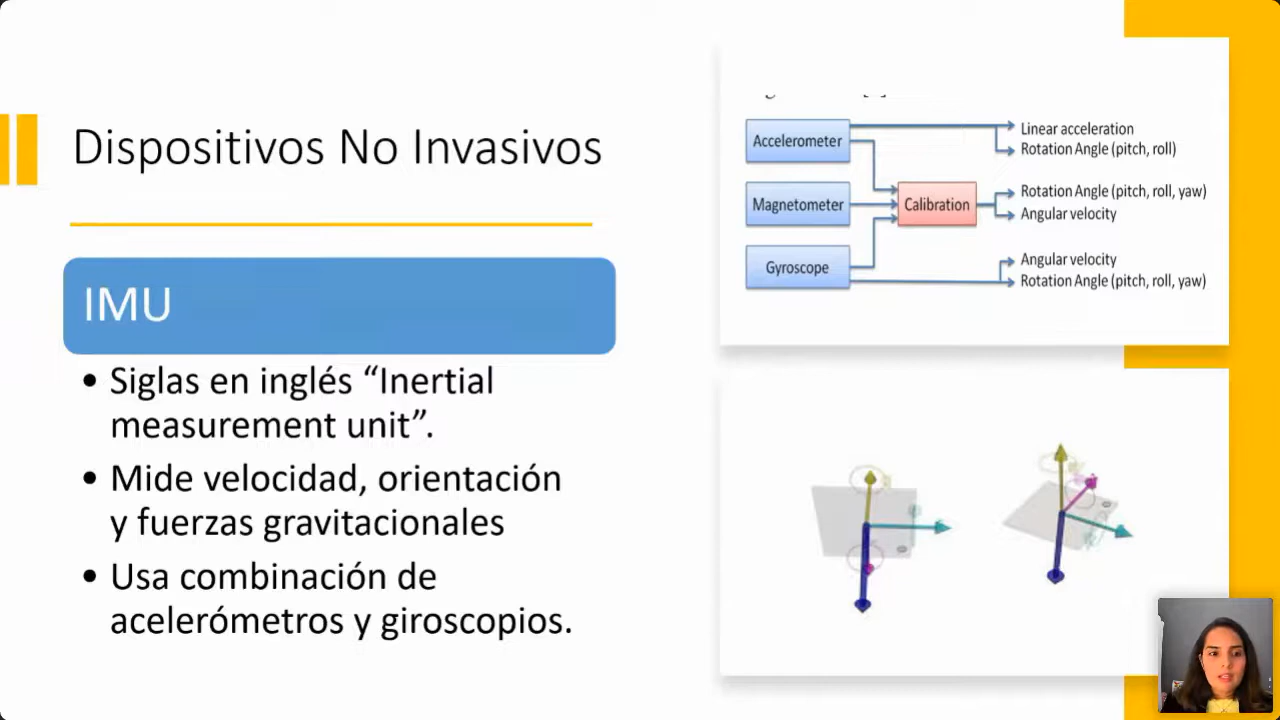 Dispositivos No Invasivos
IMU
• Siglas en inglés “Inertial
measurement unit”.
• Mide velocidad, orientación
y fuerzas gravitacionales
• Usa combinación de
acelerómetros y giroscopios.
Accelerometer
Linear acceleration
Rotation Angle (pitch, roll)
Magnetometer
Calibration
Rotation Angle (pitch, roll, yaw)
Angular velocity
Gyroscope
Angular velocity
Rotation Angle (pitch, roll, yaw)